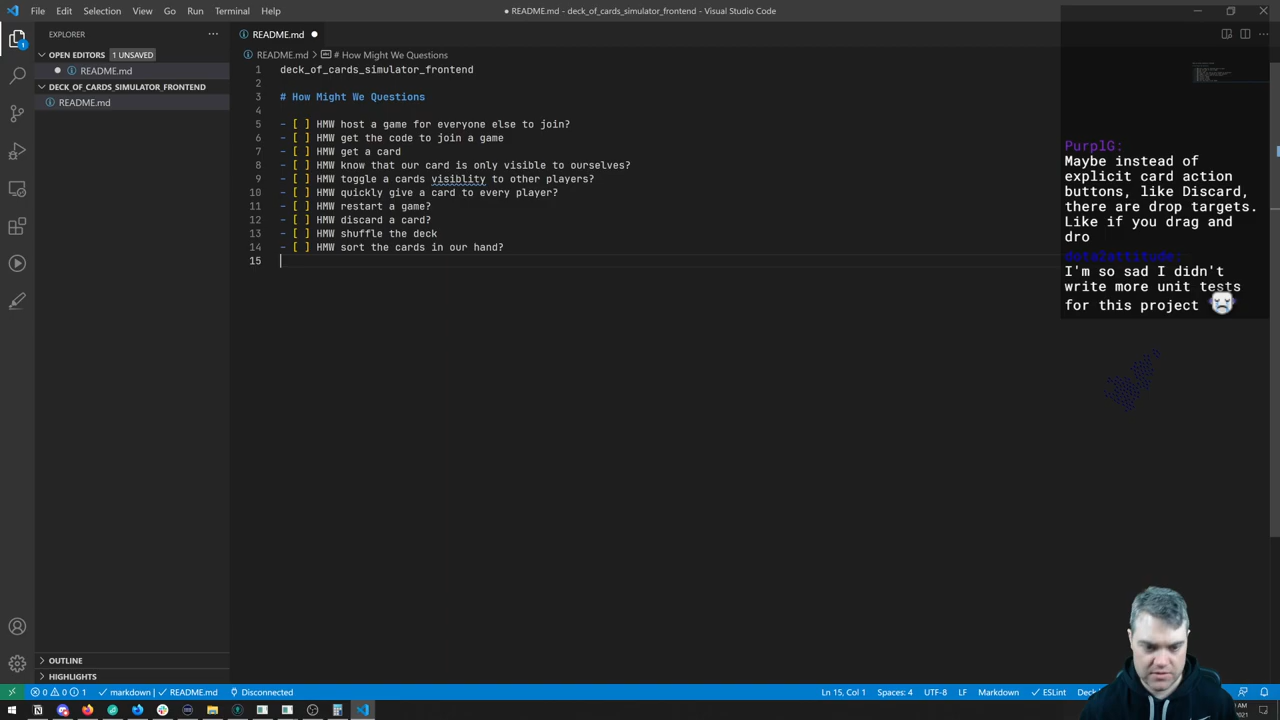 File Edit Selection View Go Run Terminal Help
● README.md - deck_of_cards_simulator_frontend - Visual Studio Code
EXPLORER
OPEN EDITORS 1 UNSAVED
README.md
DECK_OF_CARDS_SIMULATOR_FRONTEND
README.md
OUTLINE
HIGHLIGHTS
README.md
README.md > # How Might We Questions
1 deck_of_cards_simulator_frontend
2
3 # How Might We Questions
4
5 - [ ] HMW host a game for everyone else to join?
6 - [ ] HMW get the code to join a game
7 - [ ] HMW get a card
8 - [ ] HMW know that our card is only visible to ourselves?
9 - [ ] HMW toggle a cards visiblity to other players?
10 - [ ] HMW quickly give a card to every player?
11 - [ ] HMW restart a game?
12 - [ ] HMW discard a card?
13 - [ ] HMW shuffle the deck
14 - [ ] HMW sort the cards in our hand?
15
PurplG:
Maybe instead of
explicit card action
buttons, like Discard,
there are drop targets.
Like if you drag and
dro
dota2attitude:
I'm so sad I didn't
write more unit tests
for this project
0 0 1 markdown | README.md Disconnected
Ln 15, Col 1 Spaces: 4 UTF-8 LF Markdown ESLint